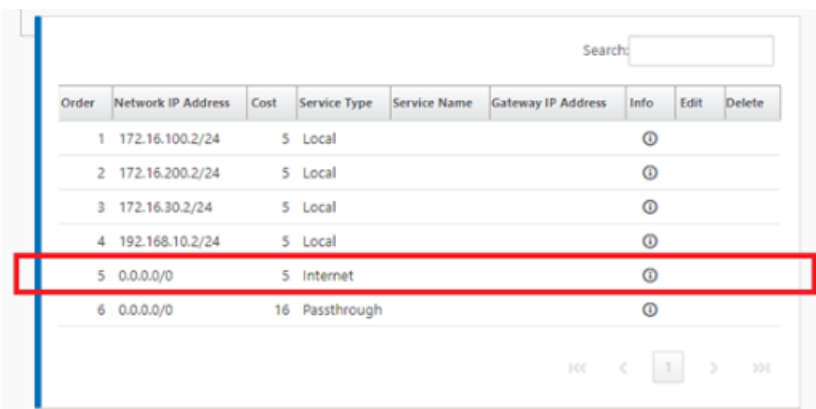 Search:
Order Network IP Address Cost Service Type Service Name Gateway IP Address Info Edit Delete
1 172.16.100.2/24 5 Local
2 172.16.200.2/24 5 Local
3 172.16.30.2/24 5 Local
4 192.168.10.2/24 5 Local
5 0.0.0.0/0 5 Internet
6 0.0.0.0/0 16 Passthrough
1